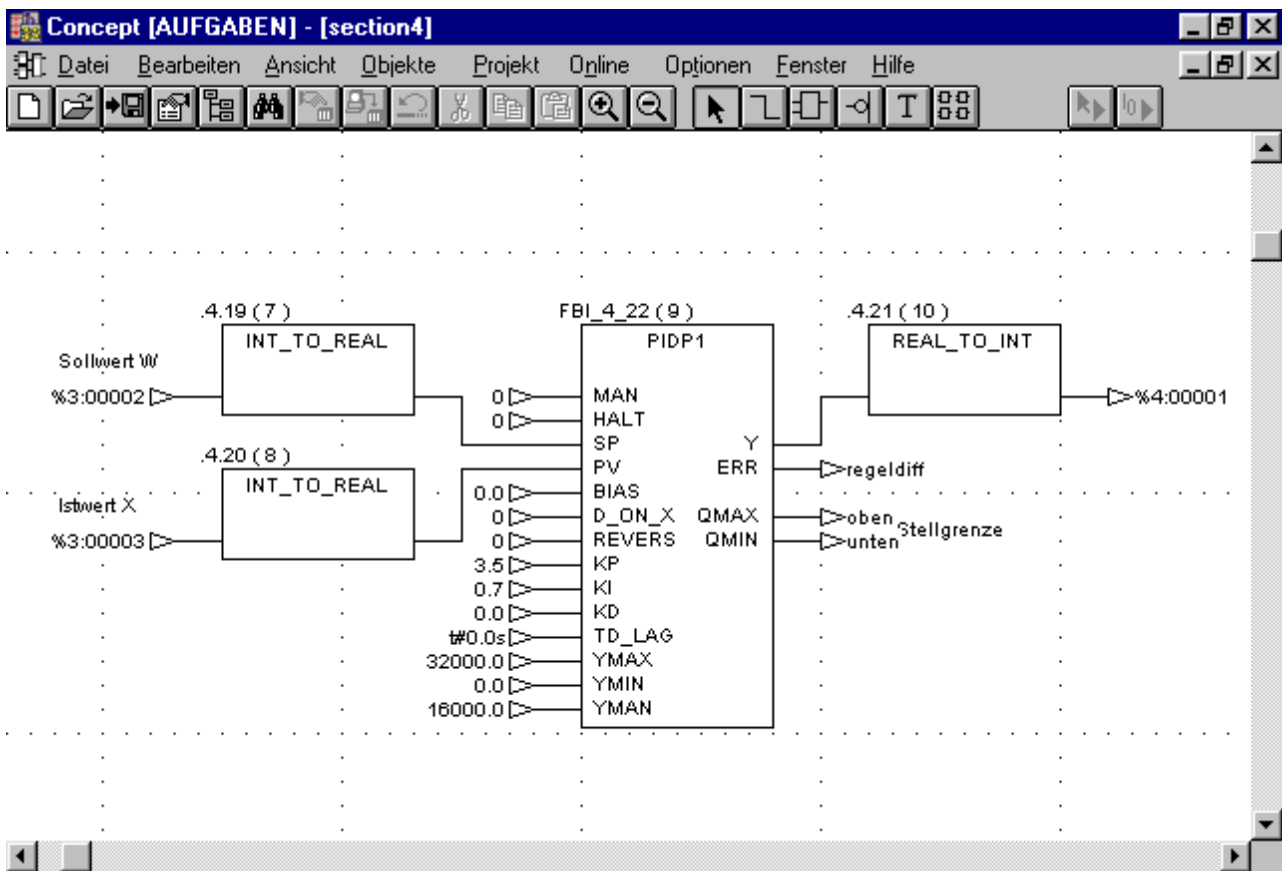 Concept [AUFGABEN] - [section4]
Datei Bearbeiten Ansicht Objekte Projekt Online Optionen Fenster Hilfe
T
.4.19 ( 7 )
INT_TO_REAL
Sollwert W
%3:00002
.4.20 ( 8 )
INT_TO_REAL
Istwert X
%3:00003
FBI_4_22 ( 9 )
PIDP1
0 MAN
0 HALT
SP Y
PV ERR regeldiff
0.0 BIAS
0 D_ON_X QMAX oben
0 REVERS QMIN unten
Stellgrenze
3.5 KP
0.7 KI
0.0 KD
t#0.0s TD_LAG
32000.0 YMAX
0.0 YMIN
16000.0 YMAN
.4.21 ( 10 )
REAL_TO_INT
%4:00001